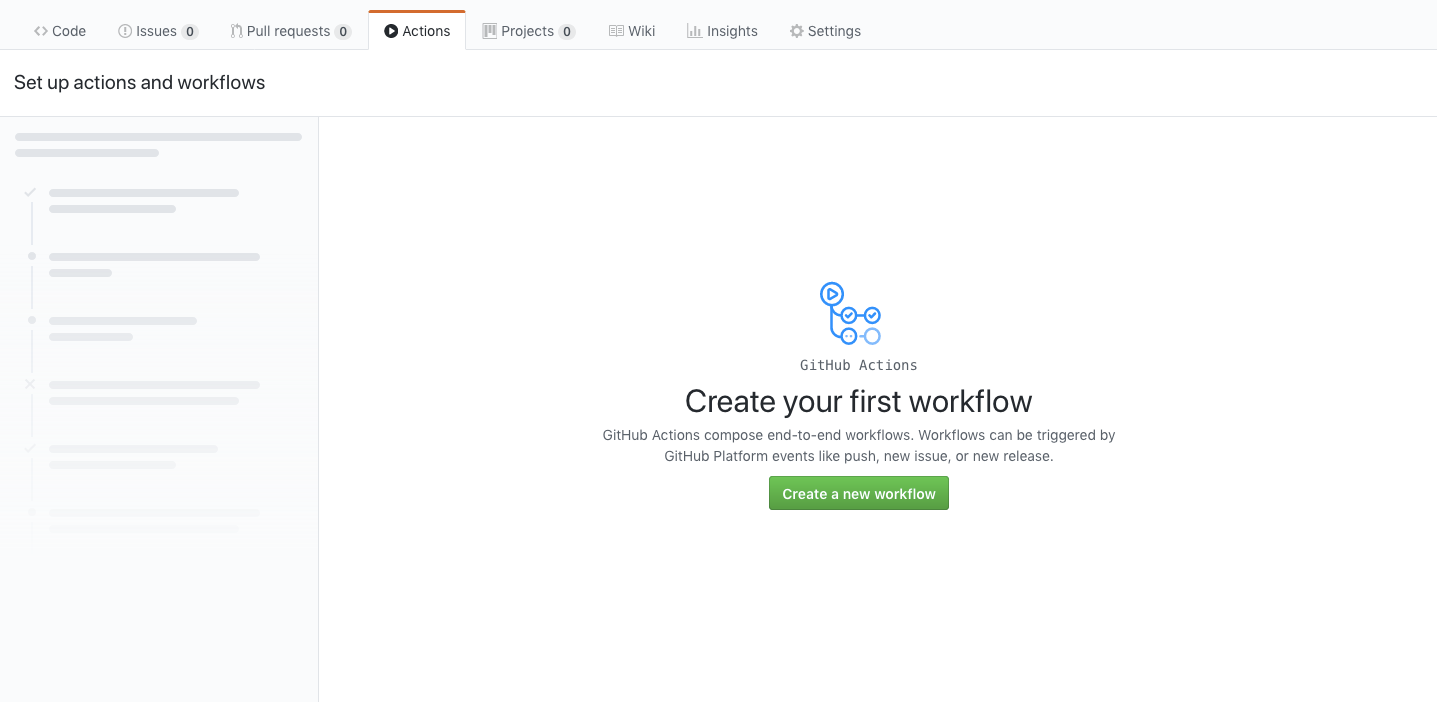 Code Issues 0 Pull requests 0 Actions Projects 0 Wiki Insights Settings
Set up actions and workflows
GitHub Actions
Create your first workflow
GitHub Actions compose end-to-end workflows. Workflows can be triggered by
GitHub Platform events like push, new issue, or new release.
Create a new workflow